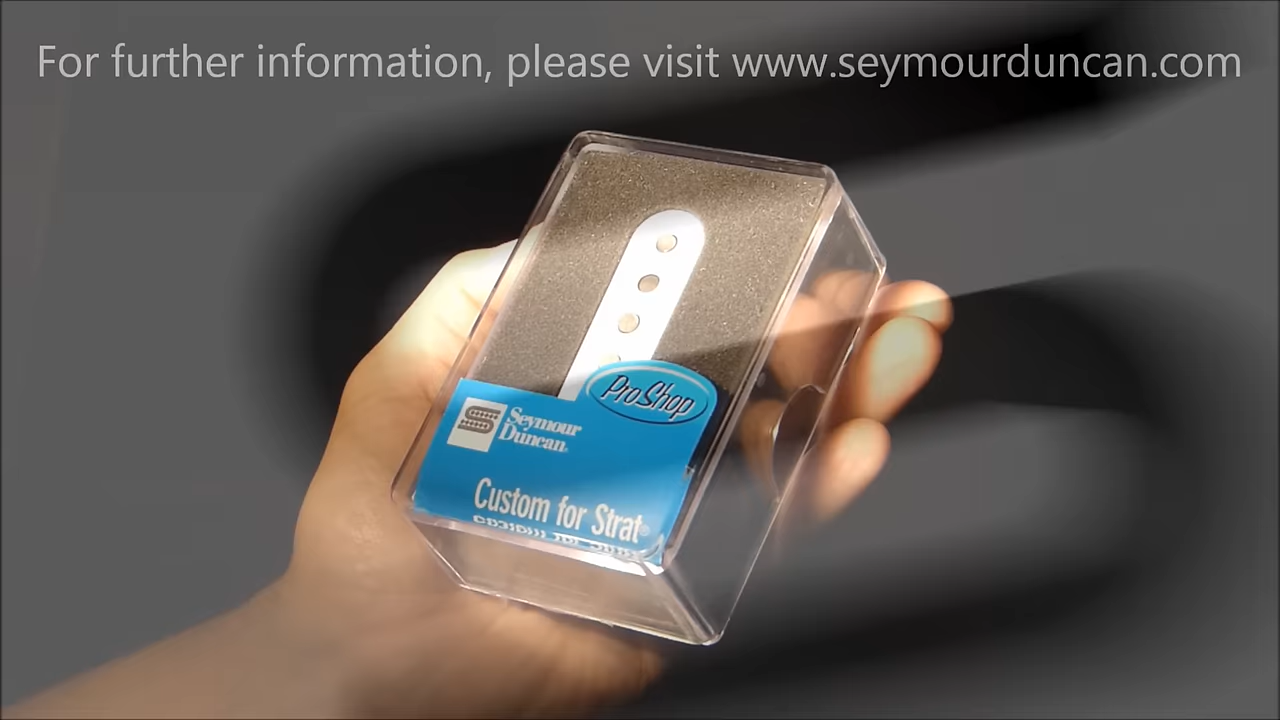 For further information, please visit www.seymourduncan.com
ProShop
Seymour
Duncan®
Custom for Strat®